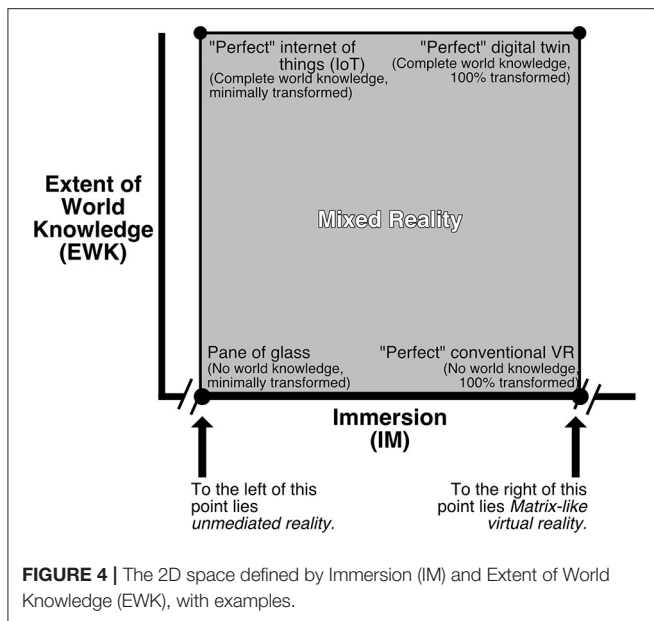 "Perfect" internet of
things (IoT)
(Complete world knowledge,
minimally transformed)
"Perfect" digital twin
(Complete world knowledge,
100% transformed)
Extent of
World
Knowledge
(EWK)
Mixed Reality
Pane of glass
(No world knowledge,
minimally transformed)
"Perfect" conventional VR
(No world knowledge,
100% transformed)
Immersion
(IM)
To the left of this
point lies
unmediated reality.
To the right of this
point lies Matrix-like
virtual reality.
FIGURE 4 | The 2D space defined by Immersion (IM) and Extent of World
Knowledge (EWK), with examples.